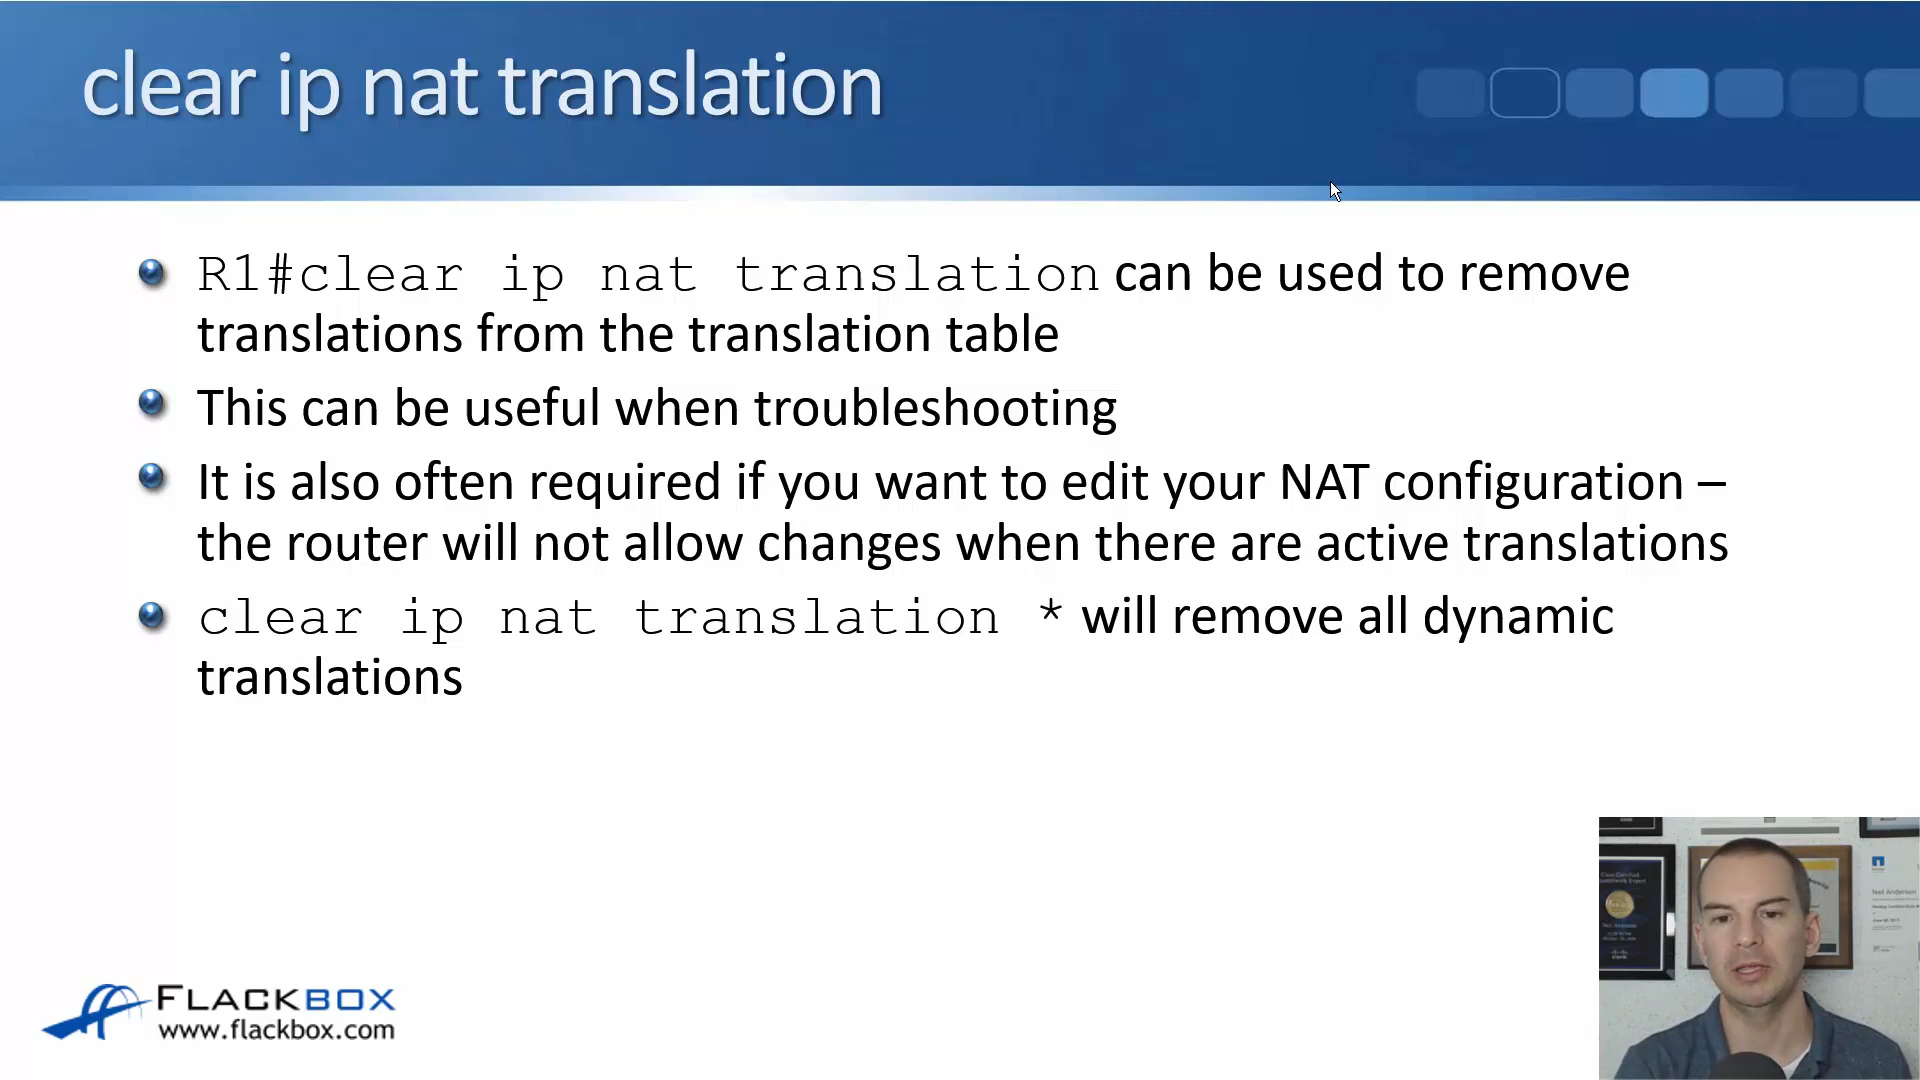 clear ip nat translation
R1#clear ip nat translation can be used to remove
translations from the translation table
This can be useful when troubleshooting
It is also often required if you want to edit your NAT configuration –
the router will not allow changes when there are active translations
clear ip nat translation * will remove all dynamic
translations
FLACKBOX
www.flackbox.com
Neil Anderson